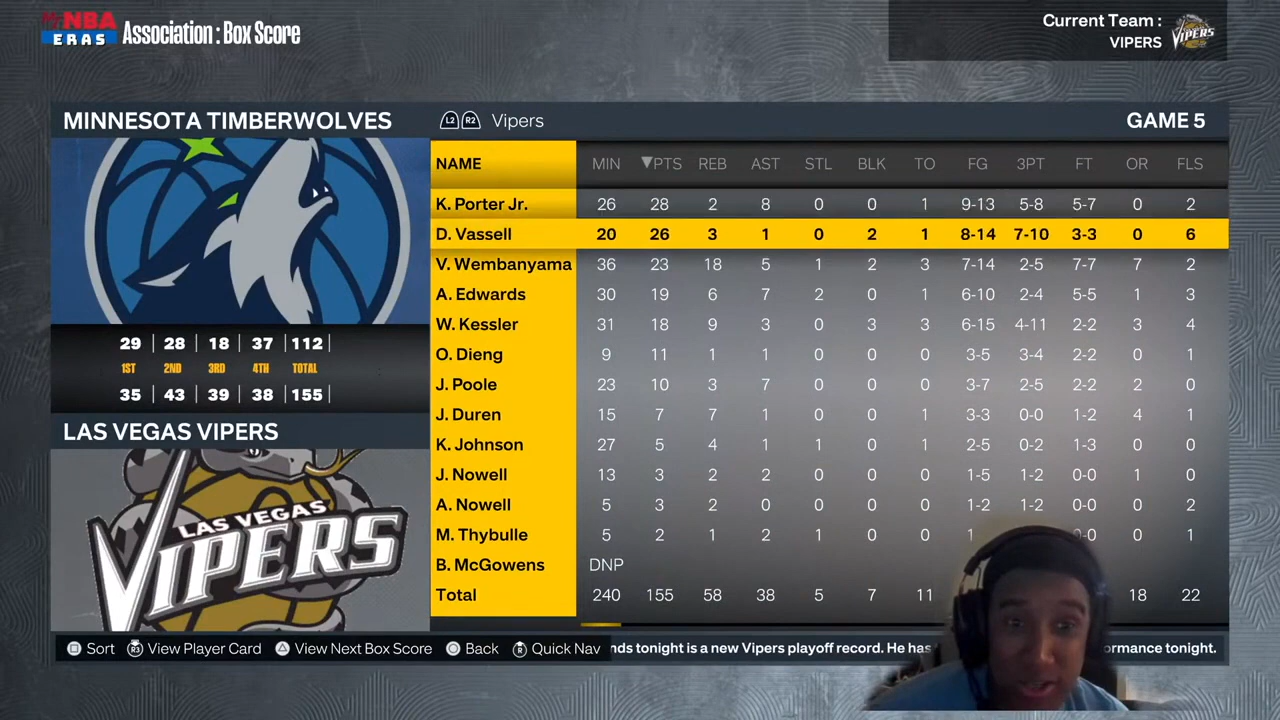 MyNBA
ERAS
Association : Box Score
Current Team :
VIPERS
VIPERS
MINNESOTA TIMBERWOLVES
L2 R2 Vipers
GAME 5
NAME MIN ▼PTS REB AST STL BLK TO FG 3PT FT OR FLS
K. Porter Jr. 26 28 2 8 0 0 1 9-13 5-8 5-7 0 2
D. Vassell 20 26 3 1 0 2 1 8-14 7-10 3-3 0 6
V. Wembanyama 36 23 18 5 1 2 3 7-14 2-5 7-7 7 2
A. Edwards 30 19 6 7 2 0 1 6-10 2-4 5-5 1 3
W. Kessler 31 18 9 3 0 3 3 6-15 4-11 2-2 3 4
O. Dieng 9 11 1 1 0 0 0 3-5 3-4 2-2 0 1
J. Poole 23 10 3 7 0 0 0 3-7 2-5 2-2 2 0
J. Duren 15 7 7 1 0 0 1 3-3 0-0 1-2 4 1
K. Johnson 27 5 4 1 1 0 1 2-5 0-2 1-3 0 0
J. Nowell 13 3 2 2 0 0 0 1-5 1-2 0-0 1 0
A. Nowell 5 3 2 0 0 0 0 1-2 1-2 0-0 0 2
M. Thybulle 5 2 1 2 1 0 0 1 0-0 0 1
B. McGowens DNP
Total 240 155 58 38 5 7 11 18 22
29 28 18 37 112
1ST 2ND 3RD 4TH TOTAL
35 43 39 38 155
LAS VEGAS VIPERS
LAS VEGAS
VIPERS
Sort R3 View Player Card View Next Box Score Back R Quick Nav
nds tonight is a new Vipers playoff record. He has ormance tonight.